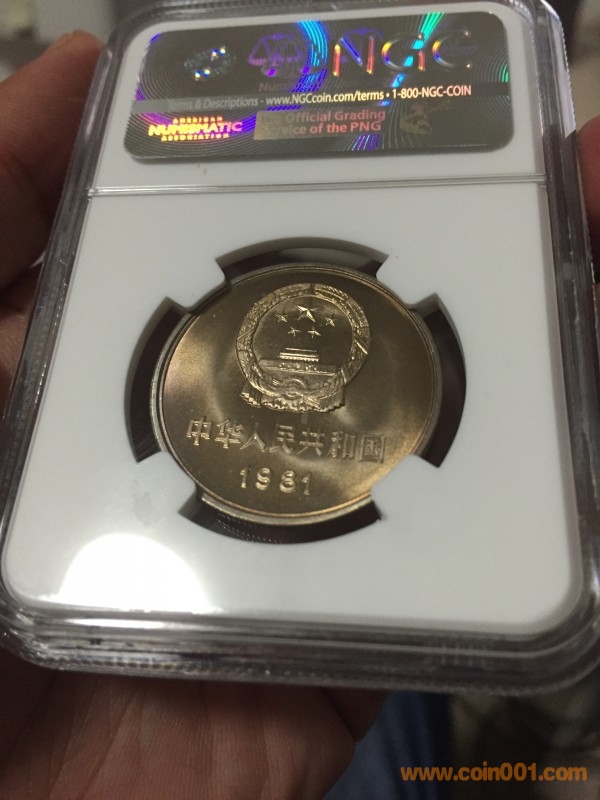 NGC
Terms & Descriptions - www.NGCcoin.com/terms • 1-800-NGC-COIN
AMERICAN
NUMISMATIC
ASSOCIATION
Official Grading
Service of the PNG
中华人民共和国
1981
www.coin001.com